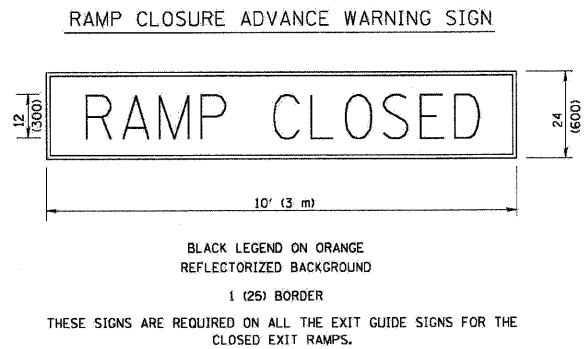 RAMP CLOSURE ADVANCE WARNING SIGN
RAMP CLOSED
12
(300)
24
(600)
10' (3 m)
BLACK LEGEND ON ORANGE
REFLECTORIZED BACKGROUND
1 (25) BORDER
THESE SIGNS ARE REQUIRED ON ALL THE EXIT GUIDE SIGNS FOR THE
CLOSED EXIT RAMPS.